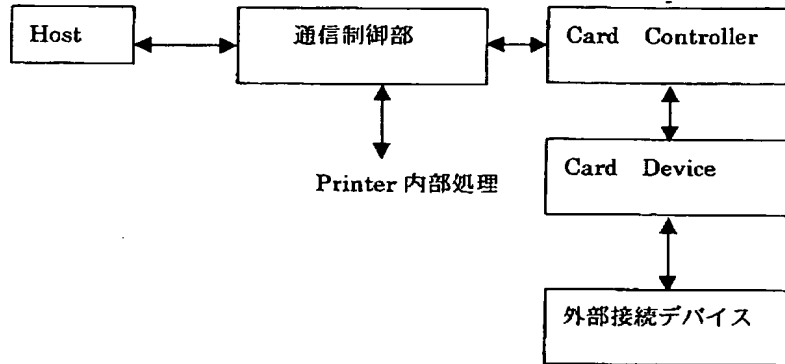 Host
通信制御部
Card Controller
Printer 内部処理
Card Device
外部接続デバイス